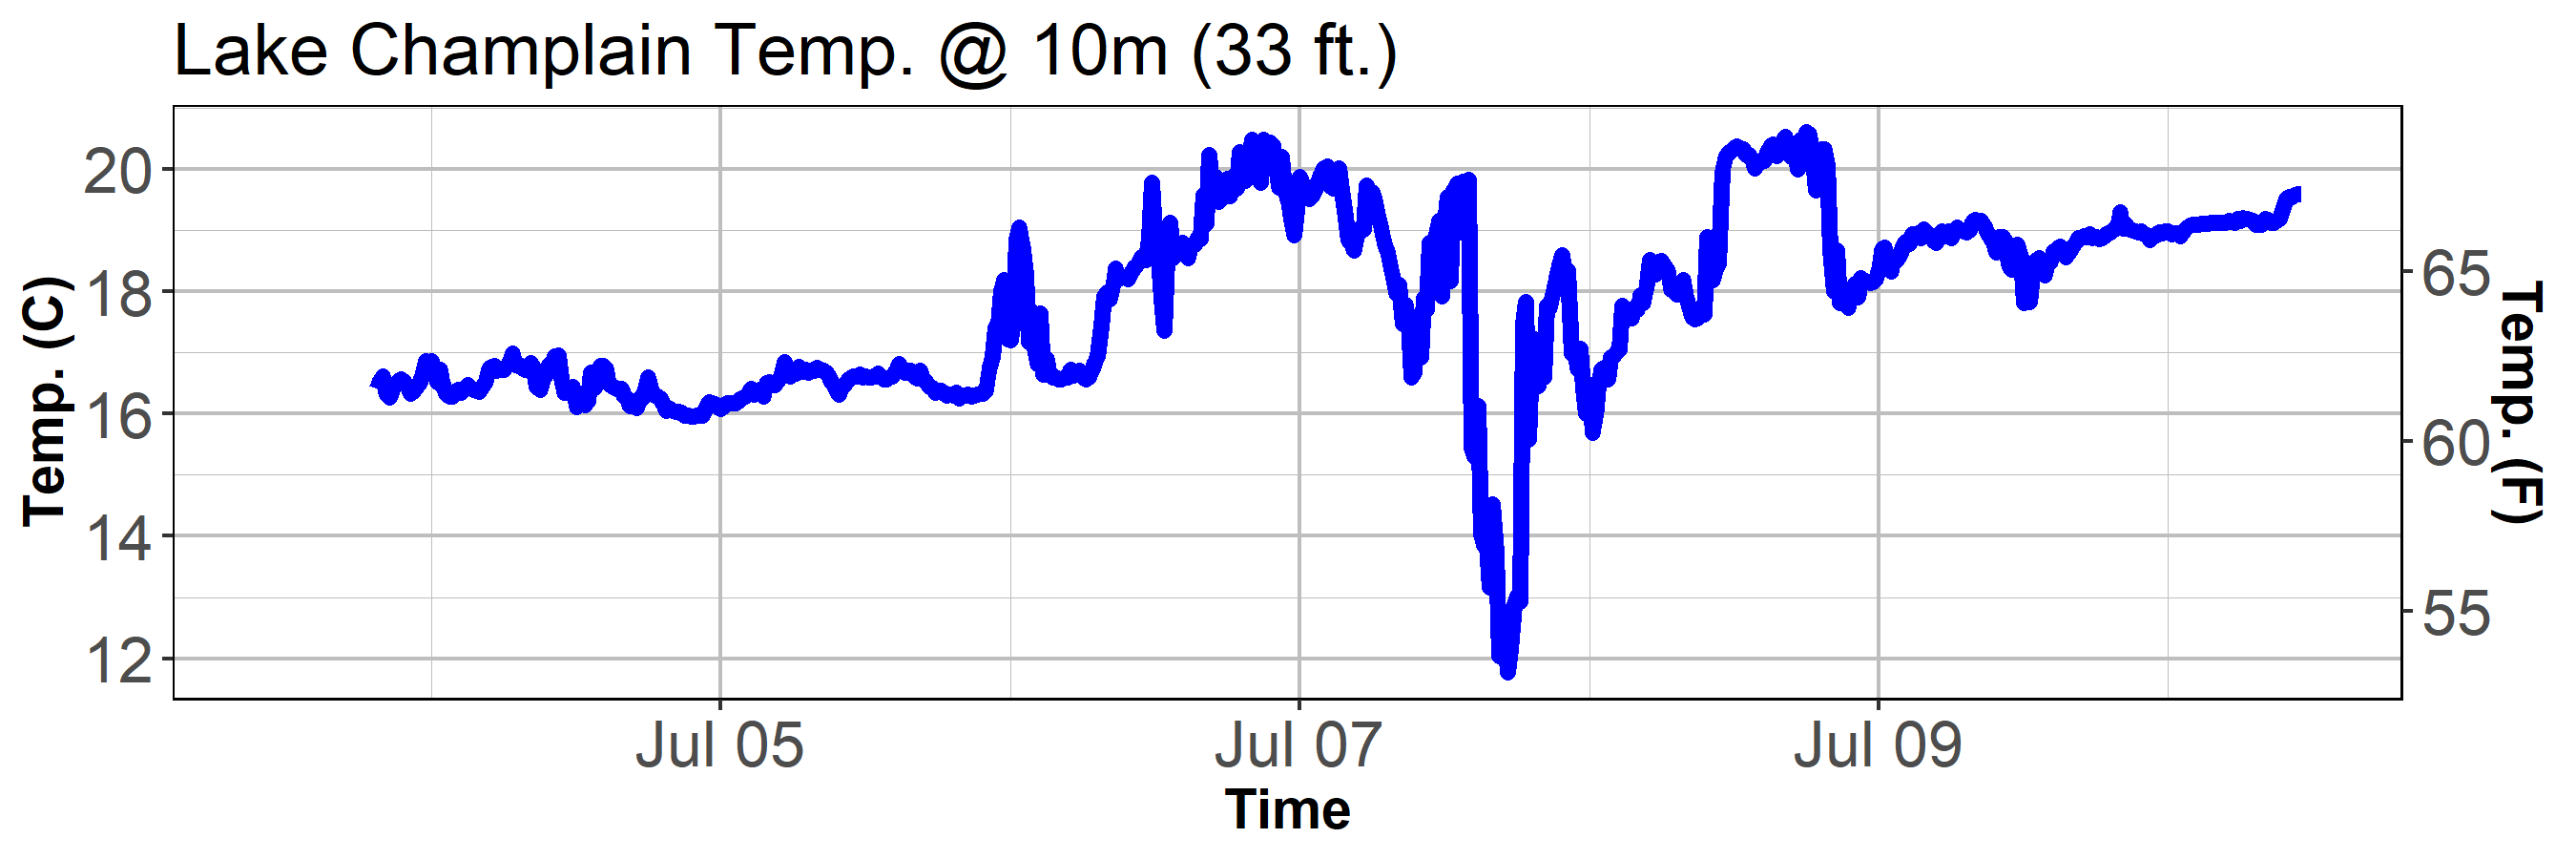 Lake Champlain Temp. @ 10m (33 ft.)
Temp. (C)
20
18
16
14
12
65
60
55
Temp. (F)
Jul 05
Jul 07
Jul 09
Time